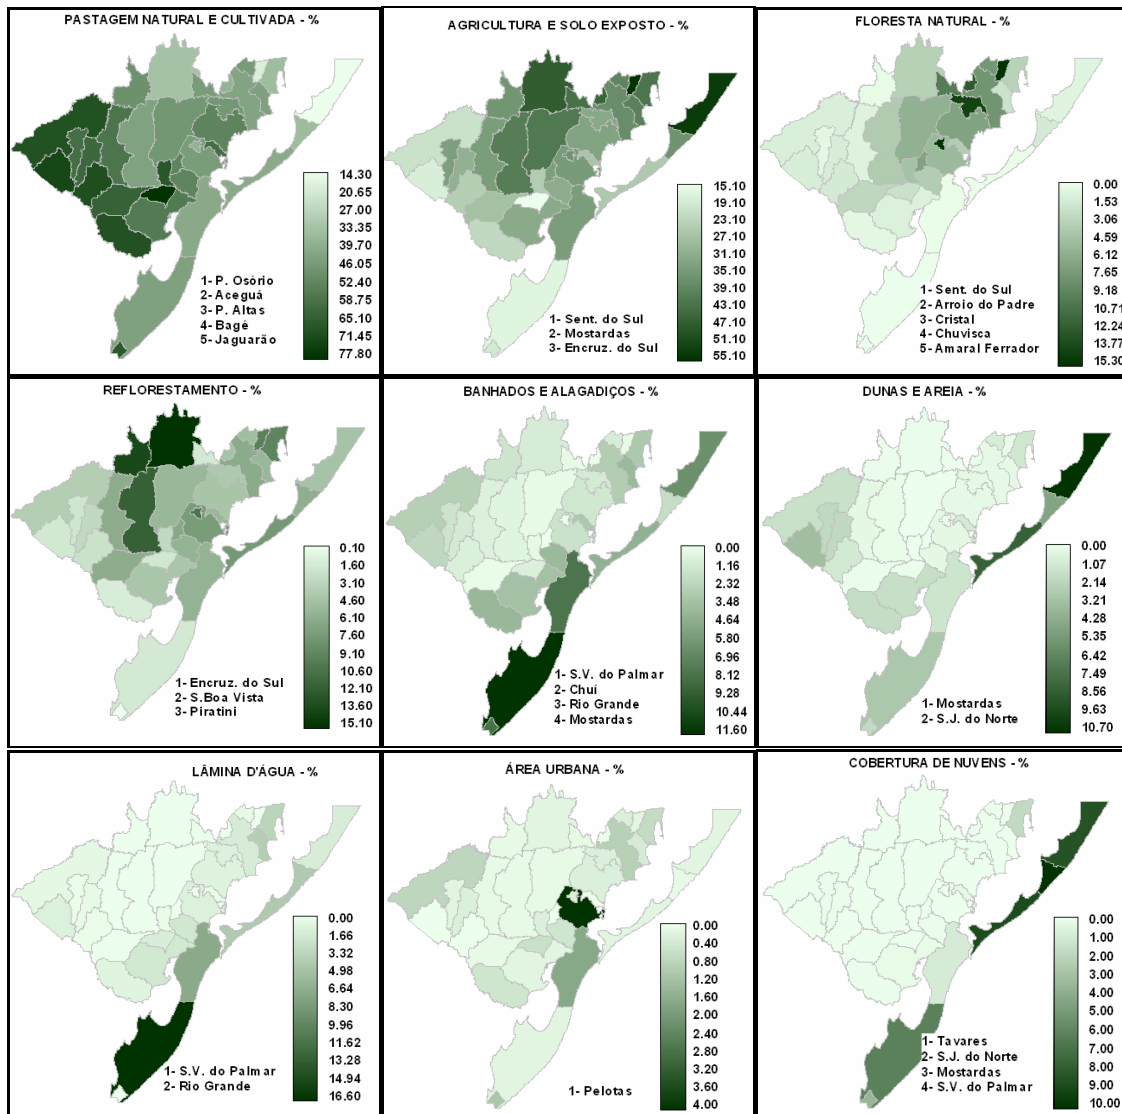 PASTAGEM NATURAL E CULTIVADA - %
14.30
20.65
27.00
33.35
39.70
46.05
52.40
58.75
65.10
71.45
77.80
1- P. Osório
2- Aceguá
3- P. Altas
4- Bagé
5- Jaguarão
AGRICULTURA E SOLO EXPOSTO - %
15.10
19.10
23.10
27.10
31.10
35.10
39.10
43.10
47.10
51.10
55.10
1- Sent. do Sul
2- Mostardas
3- Encruz. do Sul
FLORESTA NATURAL - %
0.00
1.53
3.06
4.59
6.12
7.65
9.18
10.71
12.24
13.77
15.30
1- Sent. do Sul
2- Arroio do Padre
3- Cristal
4- Chuvisca
5- Amaral Ferrador
REFLORESTAMENTO - %
0.10
1.60
3.10
4.60
6.10
7.60
9.10
10.60
12.10
13.60
15.10
1- Encruz. do Sul
2- S.Boa Vista
3- Piratini
BANHADOS E ALAGADIÇOS - %
0.00
1.16
2.32
3.48
4.64
5.80
6.96
8.12
9.28
10.44
11.60
1- S.V. do Palmar
2- Chuí
3- Rio Grande
4- Mostardas
DUNAS E AREIA - %
0.00
1.07
2.14
3.21
4.28
5.35
6.42
7.49
8.56
9.63
10.70
1- Mostardas
2- S.J. do Norte
LÂMINA D'ÁGUA - %
0.00
1.66
3.32
4.98
6.64
8.30
9.96
11.62
13.28
14.94
16.60
1- S.V. do Palmar
2- Rio Grande
ÁREA URBANA - %
0.00
0.40
0.80
1.20
1.60
2.00
2.40
2.80
3.20
3.60
4.00
1- Pelotas
COBERTURA DE NUVENS - %
0.00
1.00
2.00
3.00
4.00
5.00
6.00
7.00
8.00
9.00
10.00
1- Tavares
2- S.J. do Norte
3- Mostardas
4- S.V. do Palmar